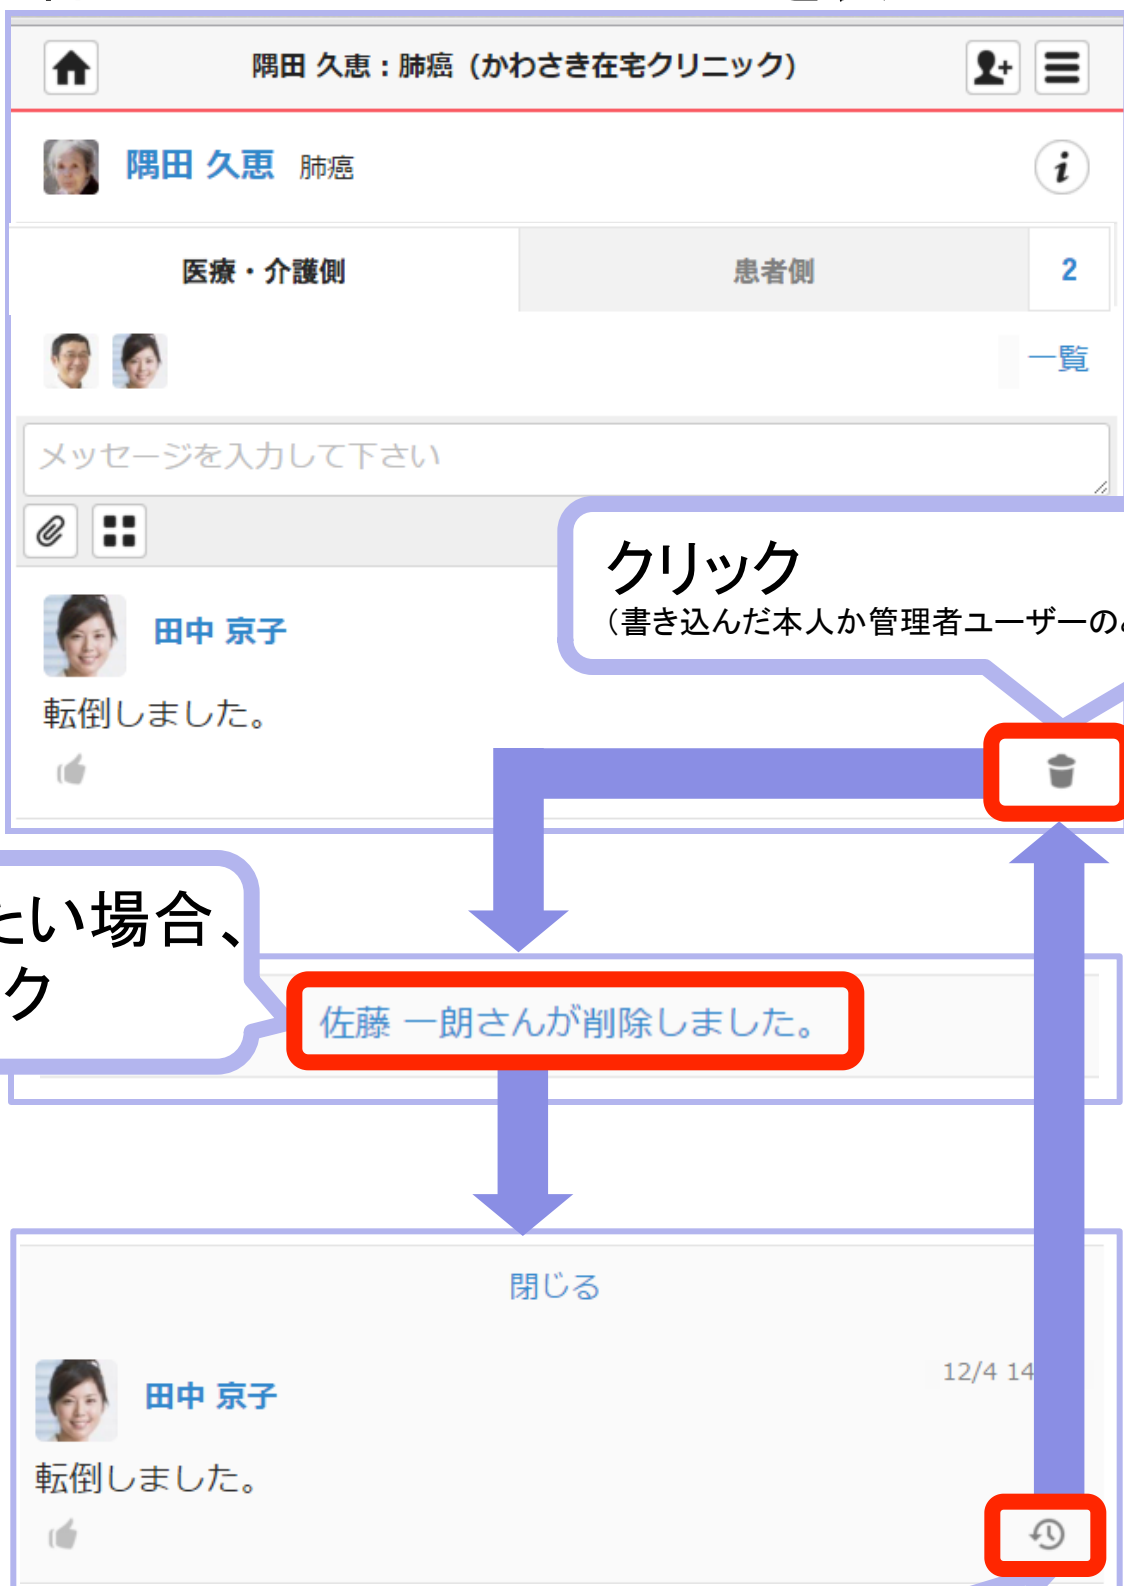 隅田 久恵：肺癌（かわさき在宅クリニック）
隅田 久恵 肺癌
医療・介護側 患者側 2
一覧
メッセージを入力して下さい
クリック
（書き込んだ本人か管理者ユーザーの
田中 京子
転倒しました。
たい場合、
ク
佐藤 一朗さんが削除しました。
閉じる
12/4 14
田中 京子
転倒しました。